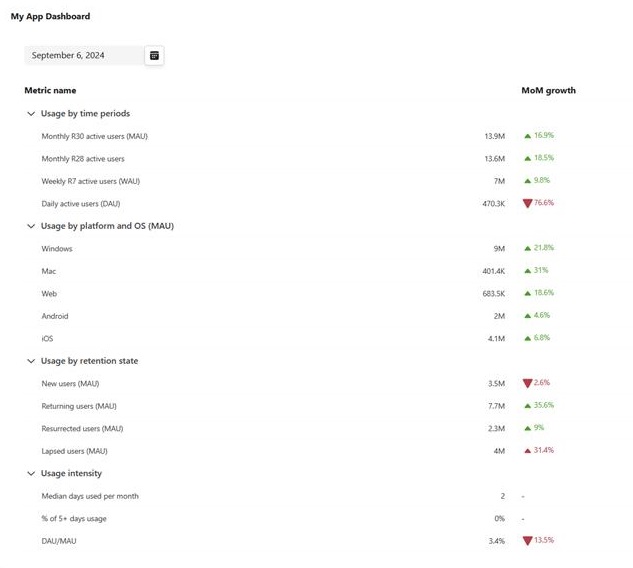 My App Dashboard
September 6, 2024
Metric name MoM growth
Usage by time periods
Monthly R30 active users (MAU) 13.9M 16.9%
Monthly R28 active users 13.6M 18.5%
Weekly R7 active users (WAU) 7M 9.8%
Daily active users (DAU) 470.3K 76.6%
Usage by platform and OS (MAU)
Windows 9M 21.8%
Mac 401.4K 31%
Web 683.5K 18.6%
Android 2M 4.6%
iOS 4.1M 6.8%
Usage by retention state
New users (MAU) 3.5M 2.6%
Returning users (MAU) 7.7M 35.6%
Resurrected users (MAU) 2.3M 9%
Lapsed users (MAU) 4M 31.4%
Usage intensity
Median days used per month 2 -
% of 5+ days usage 0% -
DAU/MAU 3.4% 13.5%